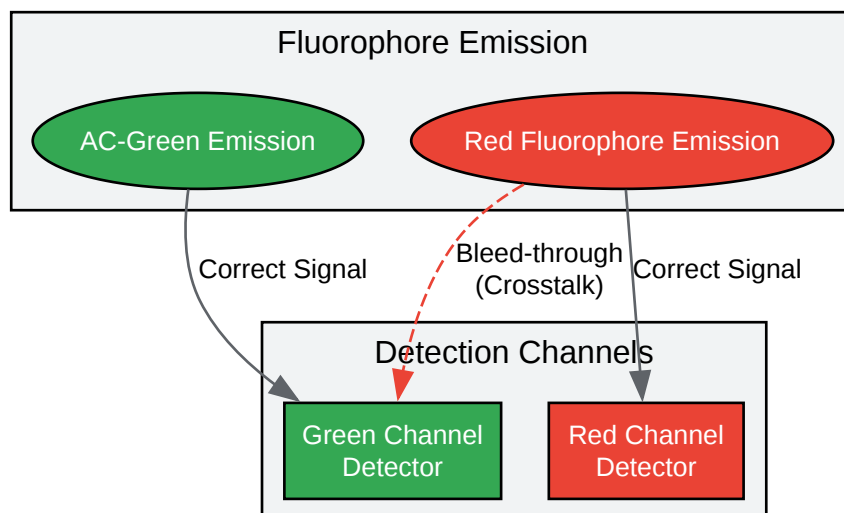 Fluorophore Emission
AC-Green Emission
Red Fluorophore Emission
Correct Signal
Bleed-through
(Crosstalk)
Correct Signal
Detection Channels
Green Channel
Detector
Red Channel
Detector